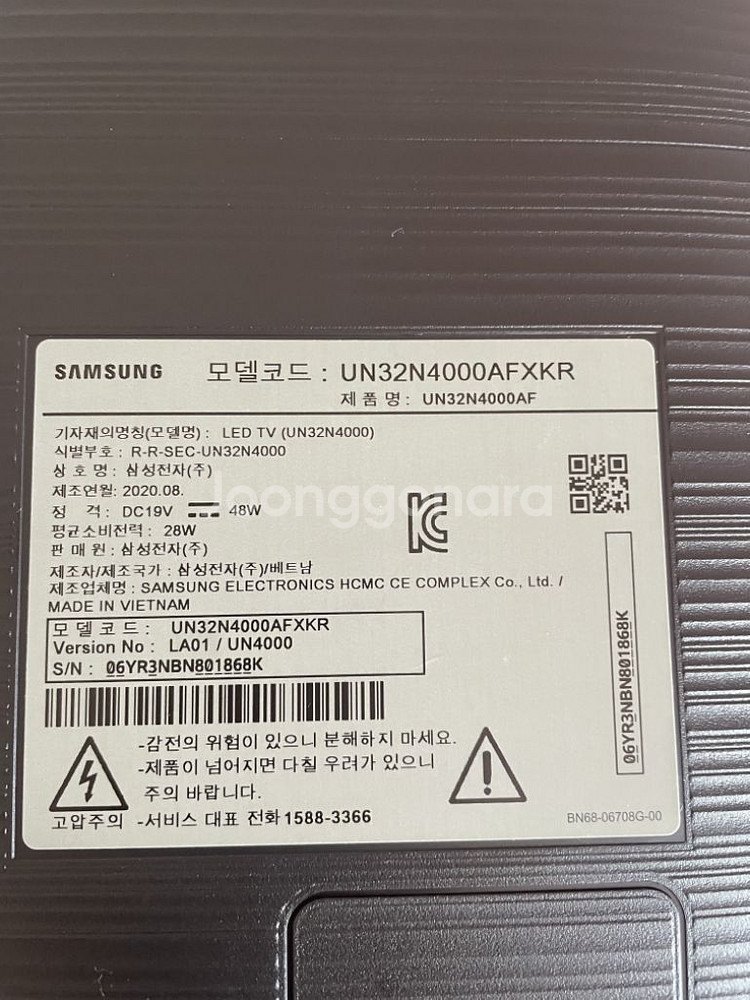 SAMSUNG 모델코드 : UN32N4000AFXKR
제 품 명 : UN32N4000AF
기자재의명칭(모델명) : LED TV (UN32N4000)
식별부호 : R-R-SEC-UN32N4000
상 호 명 : 삼성전자(주)
제조연월: 2020.08.
정 격 : DC19V 48W
평균소비전력 : 28W
판 매 원 : 삼성전자(주)
제조자/제조국가 : 삼성전자(주)/베트남
제조업체명 : SAMSUNG ELECTRONICS HCMC CE COMPLEX Co., Ltd. /
MADE IN VIETNAM
모 델 코 드 : UN32N4000AFXKR
Version No : LA01 / UN4000
S/N : 06YR3NBN801868K
06YR3NBN801868K
-감전의 위험이 있으니 분해하지 마세요.
-제품이 넘어지면 다칠 우려가 있으니
주의 바랍니다.
고압주의 -서비스 대표 전화 1588-3366
BN68-06708G-00
joonggonara